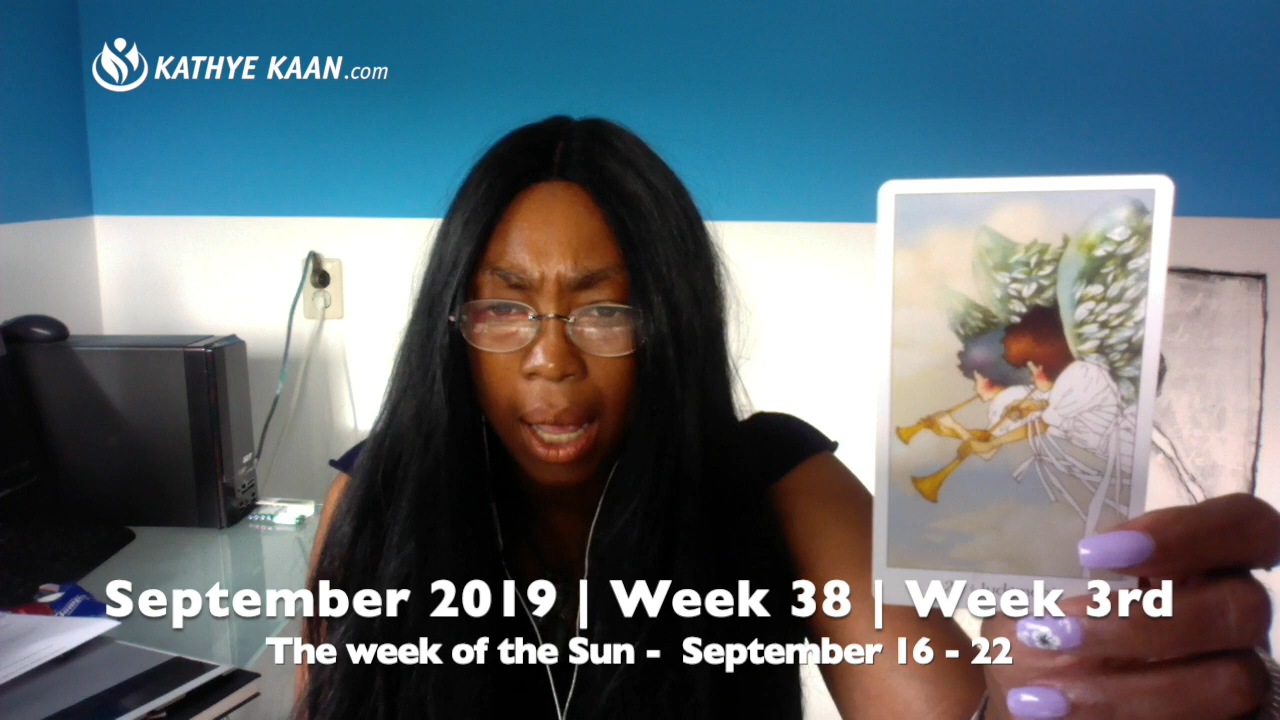 KATHYE KAAN.com
September 2019 | Week 38 | Week 3rd
The week of the Sun - September 16 - 22